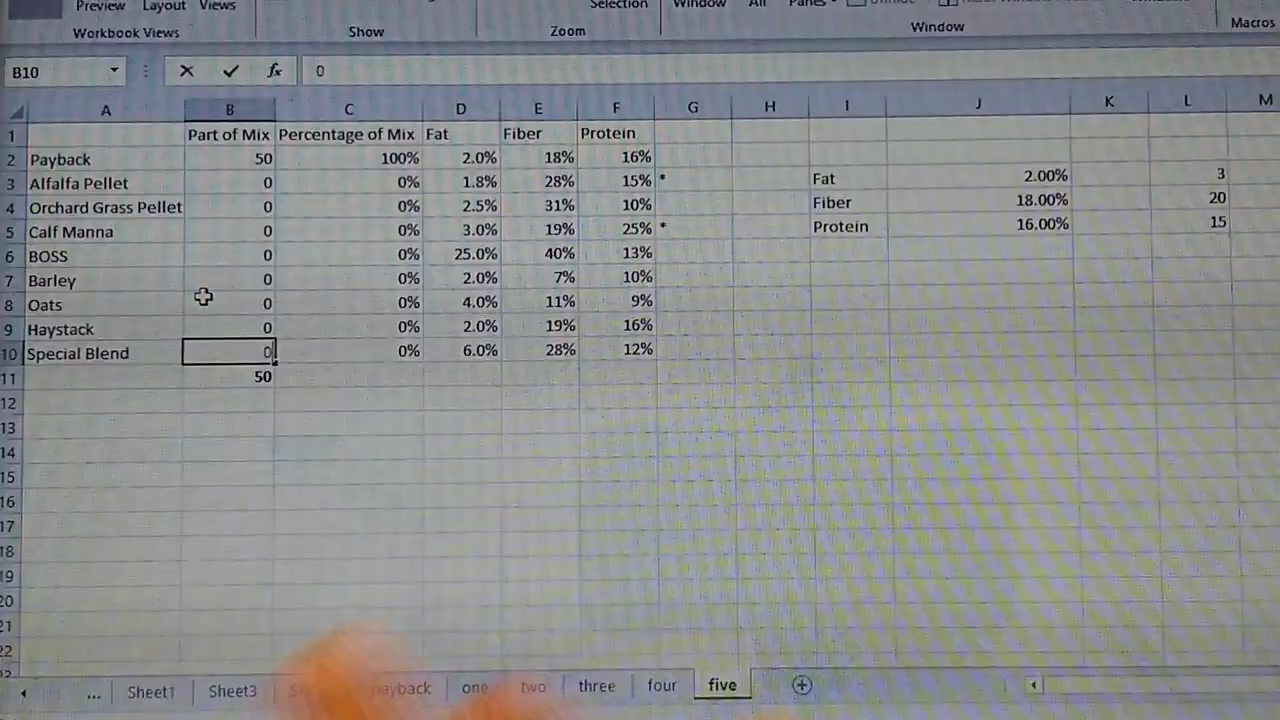 Preview Layout Views Selection Window All Panes
Workbook Views Show Zoom Window Macros
B10 fx 0
A B C D E F G H I J K L M
1 Part of Mix Percentage of Mix Fat Fiber Protein
2 Payback 50 100% 2.0% 18% 16%
3 Alfalfa Pellet 0 0% 1.8% 28% 15% * Fat 2.00% 3
4 Orchard Grass Pellet 0 0% 2.5% 31% 10% Fiber 18.00% 20
5 Calf Manna 0 0% 3.0% 19% 25% * Protein 16.00% 15
6 BOSS 0 0% 25.0% 40% 13%
7 Barley 0 0% 2.0% 7% 10%
8 Oats 0 0% 4.0% 11% 9%
9 Haystack 0 0% 2.0% 19% 16%
10 Special Blend 0 0% 6.0% 28% 12%
11 50
12
13
14
15
16
17
18
19
20
21
22
... Sheet1 Sheet3 payback one two three four five